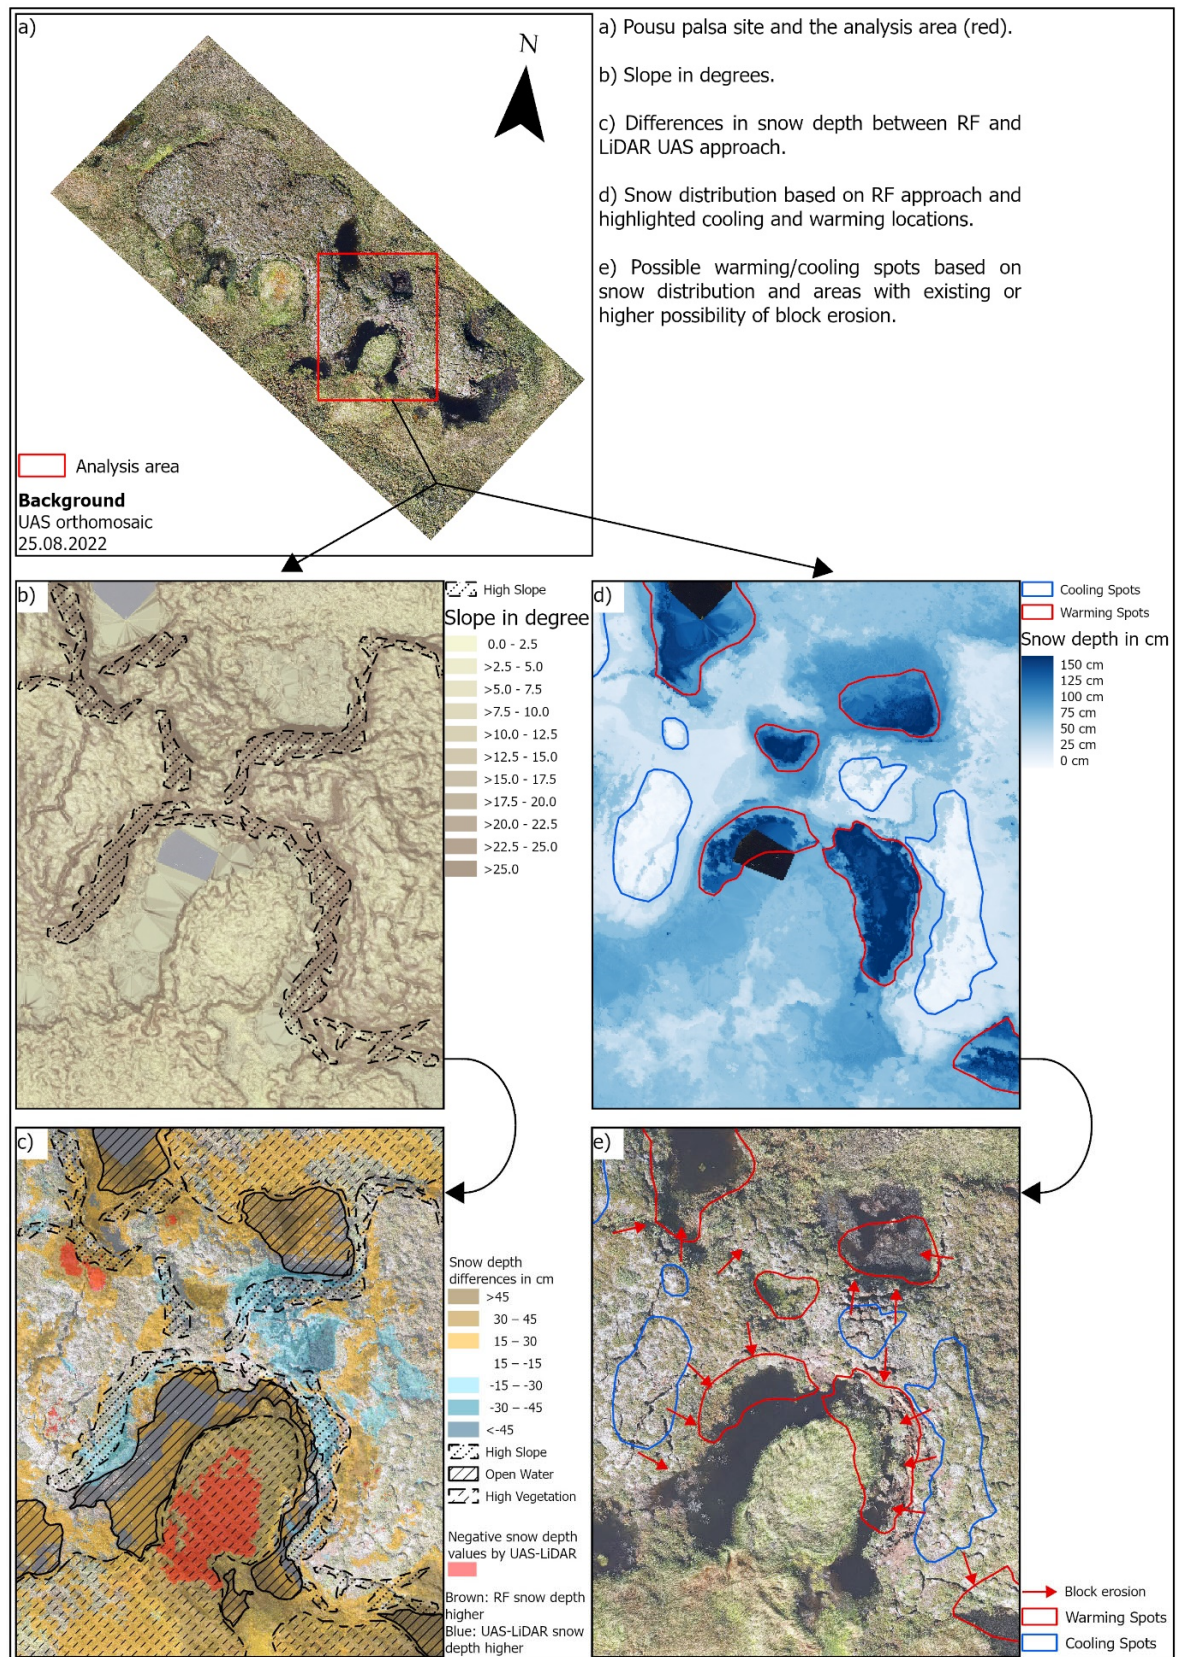 a)
N
Analysis area
Background
UAS orthomosaic
25.08.2022
a) Pousu palsa site and the analysis area (red).
b) Slope in degrees.
c) Differences in snow depth between RF and
LiDAR UAS approach.
d) Snow distribution based on RF approach and
highlighted cooling and warming locations.
e) Possible warming/cooling spots based on
snow distribution and areas with existing or
higher possibility of block erosion.
b)
High Slope
Slope in degree
0.0 - 2.5
>2.5 - 5.0
>5.0 - 7.5
>7.5 - 10.0
>10.0 - 12.5
>12.5 - 15.0
>15.0 - 17.5
>17.5 - 20.0
>20.0 - 22.5
>22.5 - 25.0
>25.0
d)
Cooling Spots
Warming Spots
Snow depth in cm
150 cm
125 cm
100 cm
75 cm
50 cm
25 cm
0 cm
c)
Snow depth
differences in cm
>45
30 – 45
15 – 30
15 – -15
-15 – -30
-30 – -45
<-45
High Slope
Open Water
High Vegetation
Negative snow depth
values by UAS-LiDAR
Brown: RF snow depth
higher
Blue: UAS-LiDAR snow
depth higher
e)
Block erosion
Warming Spots
Cooling Spots